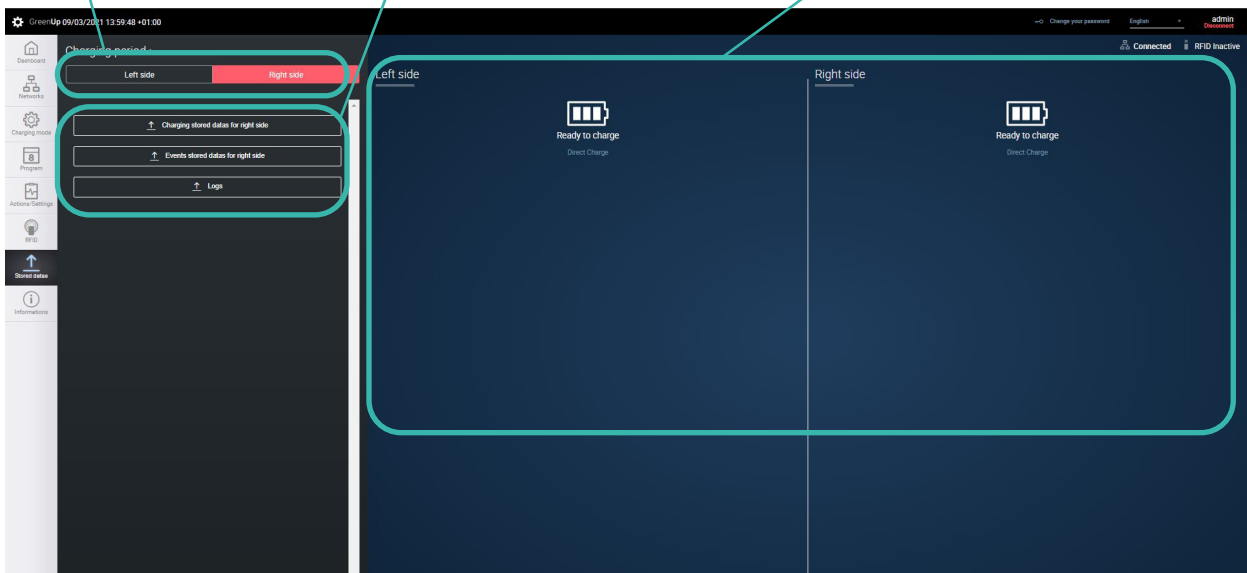 GreenUp 09/03/2021 13:59:48 +01:00
Change your password
English
admin
Disconnect
Connected
RFID Inactive
Dashboard
Networks
Charging mode
8
Program
Actions/Settings
RFID
Stored datas
Informations
Charging period :
Left side
Right side
Charging stored datas for right side
Events stored datas for right side
Logs
Left side
Ready to charge
Direct Charge
Right side
Ready to charge
Direct Charge